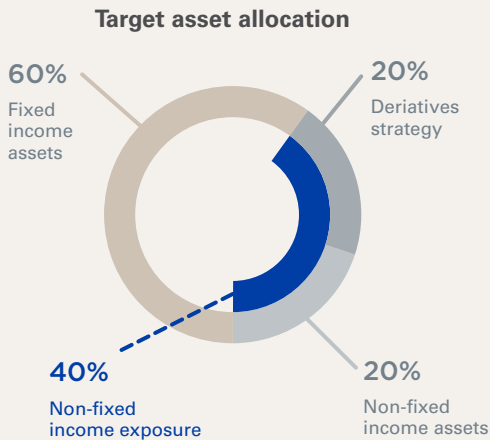 Target asset allocation
60%
Fixed
income
assets
20%
Deriatives
strategy
40%
Non-fixed
income exposure
20%
Non-fixed
income assets